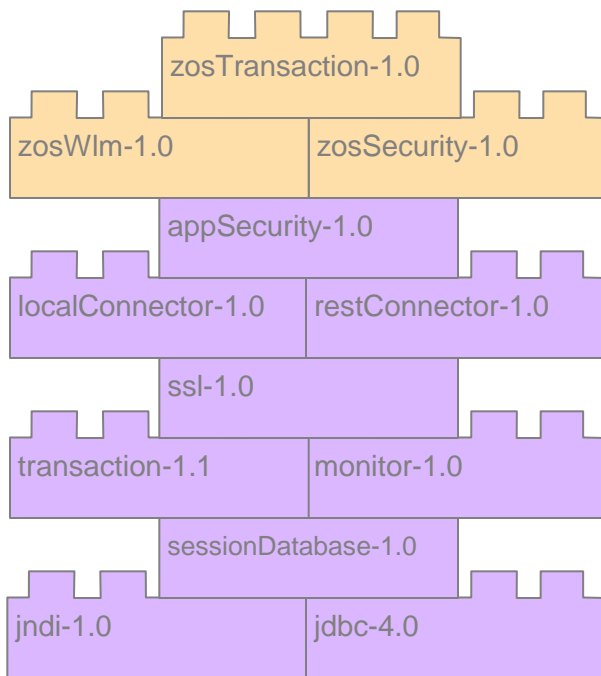 zosTransaction-1.0
zosWlm-1.0
zosSecurity-1.0
appSecurity-1.0
localConnector-1.0
restConnector-1.0
ssl-1.0
transaction-1.1
monitor-1.0
sessionDatabase-1.0
jndi-1.0
jdbc-4.0